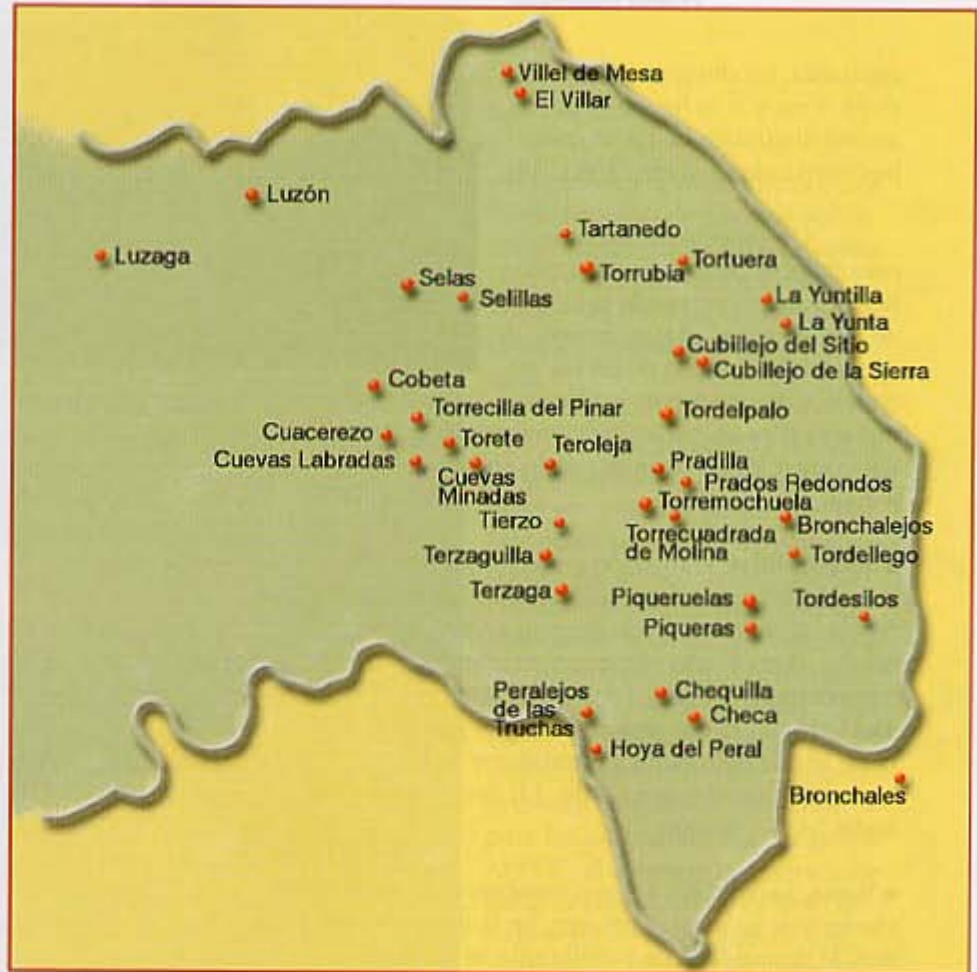 Villel de Mesa
El Villar
Luzón
Luzaga
Tartanedo
Torrubia
Tortuera
Selas
Selillas
La Yuntilla
La Yunta
Cubillejo del Sitio
Cubillejo de la Sierra
Cobeta
Torrecilla del Pinar
Tordelpalo
Cuacerezo
Torete
Teroleja
Cuevas Labradas
Pradilla
Cuevas
Minadas
Prados Redondos
Torremochuela
Tierzo
Torrecuadrada
de Molina
Bronchalejos
Terzaguilla
Tordellego
Terzaga
Piqueruelas
Tordesilos
Piqueras
Peralejos
de las
Truchas
Chequilla
Checa
Hoya del Peral
Bronchales